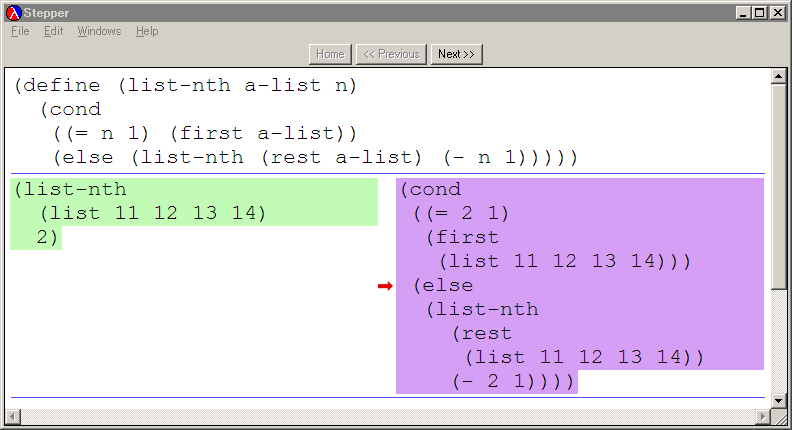 Stepper
File Edit Windows Help
Home << Previous Next >>
(define (list-nth a-list n)
(cond
((= n 1) (first a-list))
(else (list-nth (rest a-list) (- n 1)))))
(list-nth
(list 11 12 13 14)
2)
(cond
((= 2 1)
(first
(list 11 12 13 14)))
(else
(list-nth
(rest
(list 11 12 13 14))
(- 2 1))))